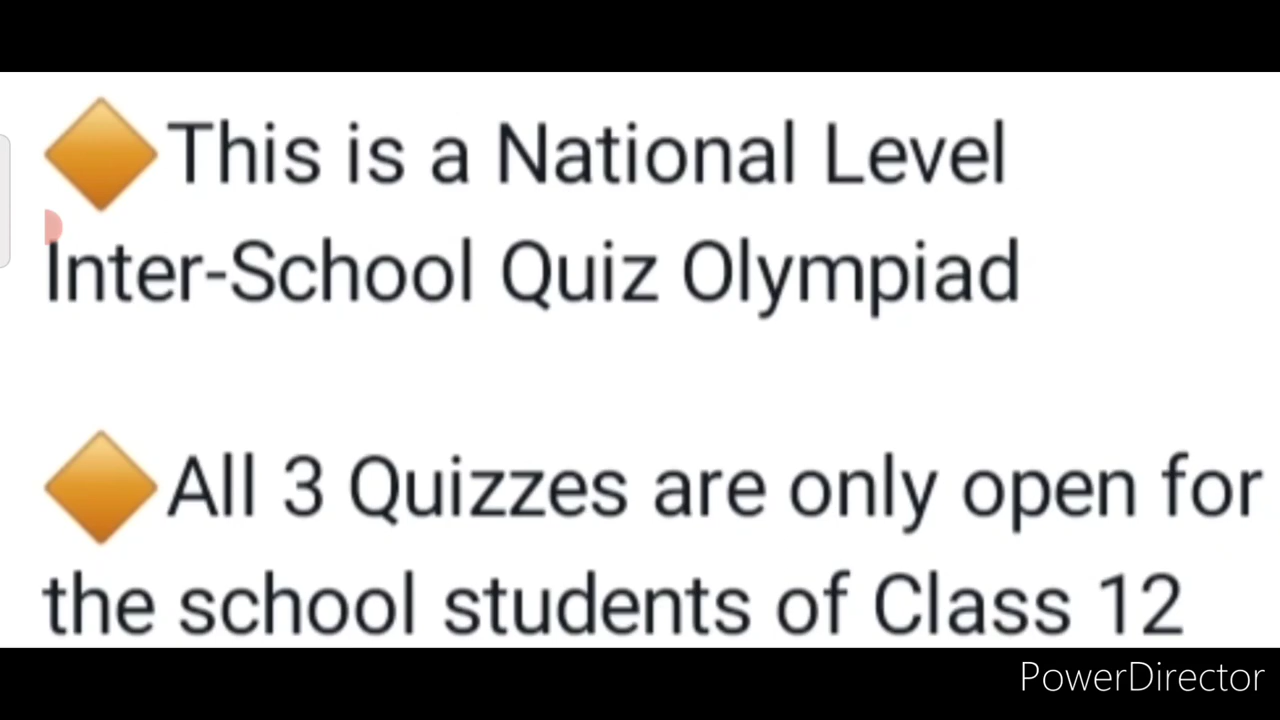 🔶This is a National Level
Inter-School Quiz Olympiad
🔶All 3 Quizzes are only open for
the school students of Class 12
PowerDirector